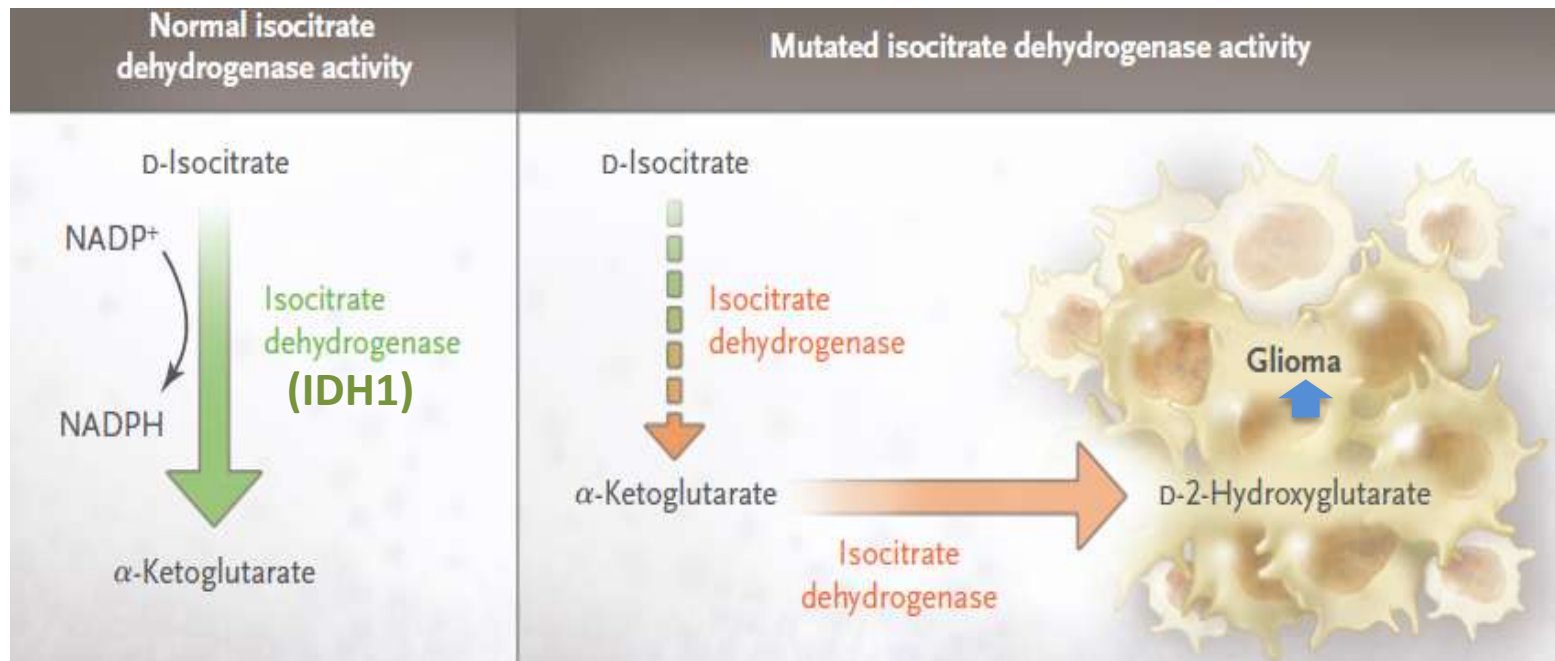 Normal isocitrate
dehydrogenase activity
D-Isocitrate
NADP+
Isocitrate
dehydrogenase
(IDH1)
NADPH
α-Ketoglutarate
Mutated isocitrate dehydrogenase activity
D-Isocitrate
Isocitrate
dehydrogenase
α-Ketoglutarate
Isocitrate
dehydrogenase
Glioma
D-2-Hydroxyglutarate